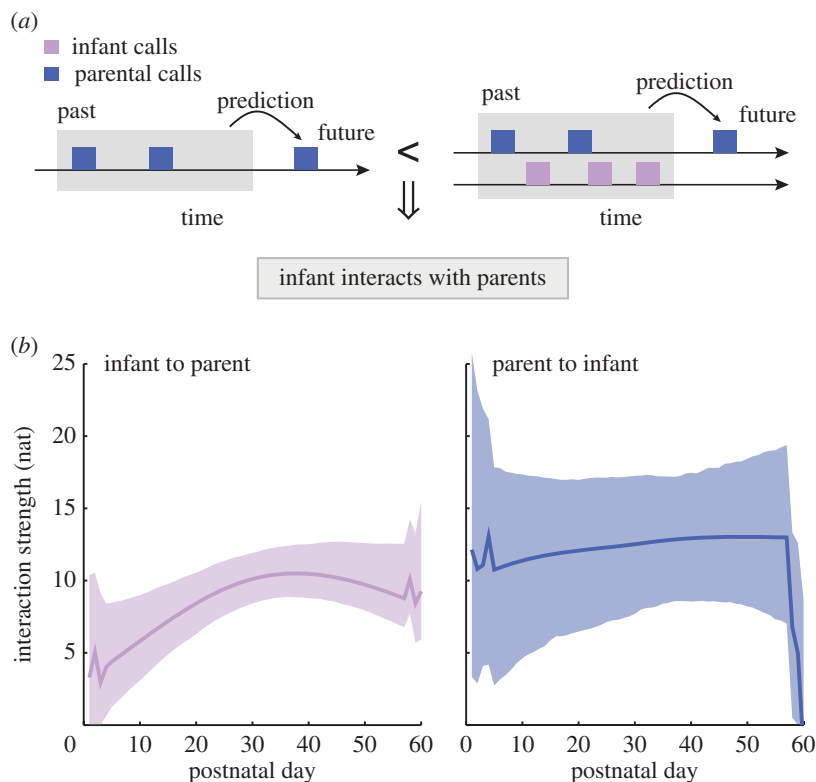 (a)
infant calls
parental calls
past
prediction
future
time
<
past
prediction
future
time
⇓
infant interacts with parents
(b)
infant to parent
parent to infant
interaction strength (nat)
25
20
15
10
5
0 10 20 30 40 50 60
postnatal day
0 10 20 30 40 50 60
postnatal day